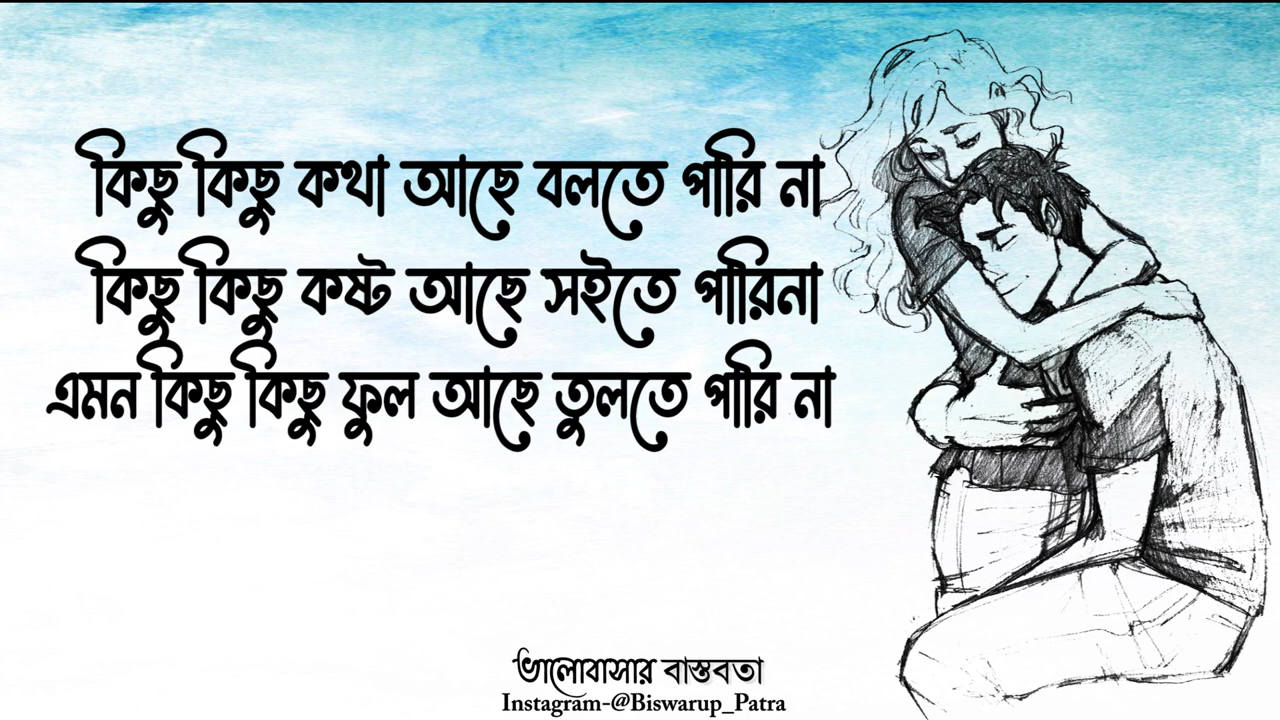 কিছু কিছু কথা আছে বলতে পারি না
কিছু কিছু কষ্ট আছে সইতে পারিনা
এমন কিছু কিছু ফুল আছে তুলতে পারি না
ভালোবাসার বাস্তবতা
Instagram-@Biswarup_Patra